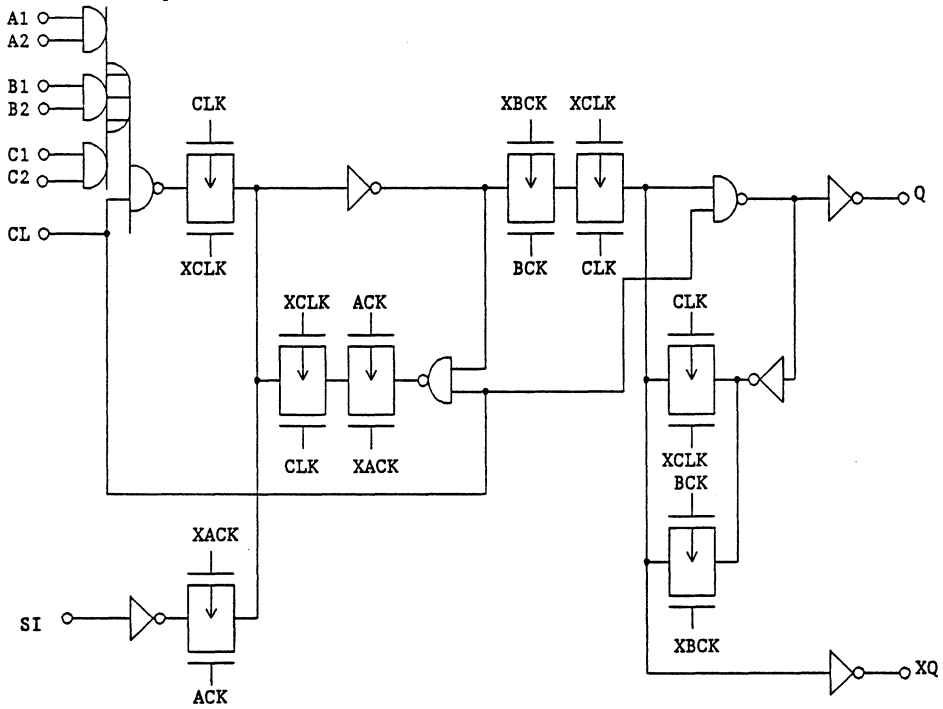 A1
A2
B1
B2
C1
C2
CL
CLK
XCLK
XBCK XCLK
BCK CLK
Q
XCLK ACK
CLK XACK
CLK
XCLK
BCK
XBCK
XACK
SI
ACK
XQ